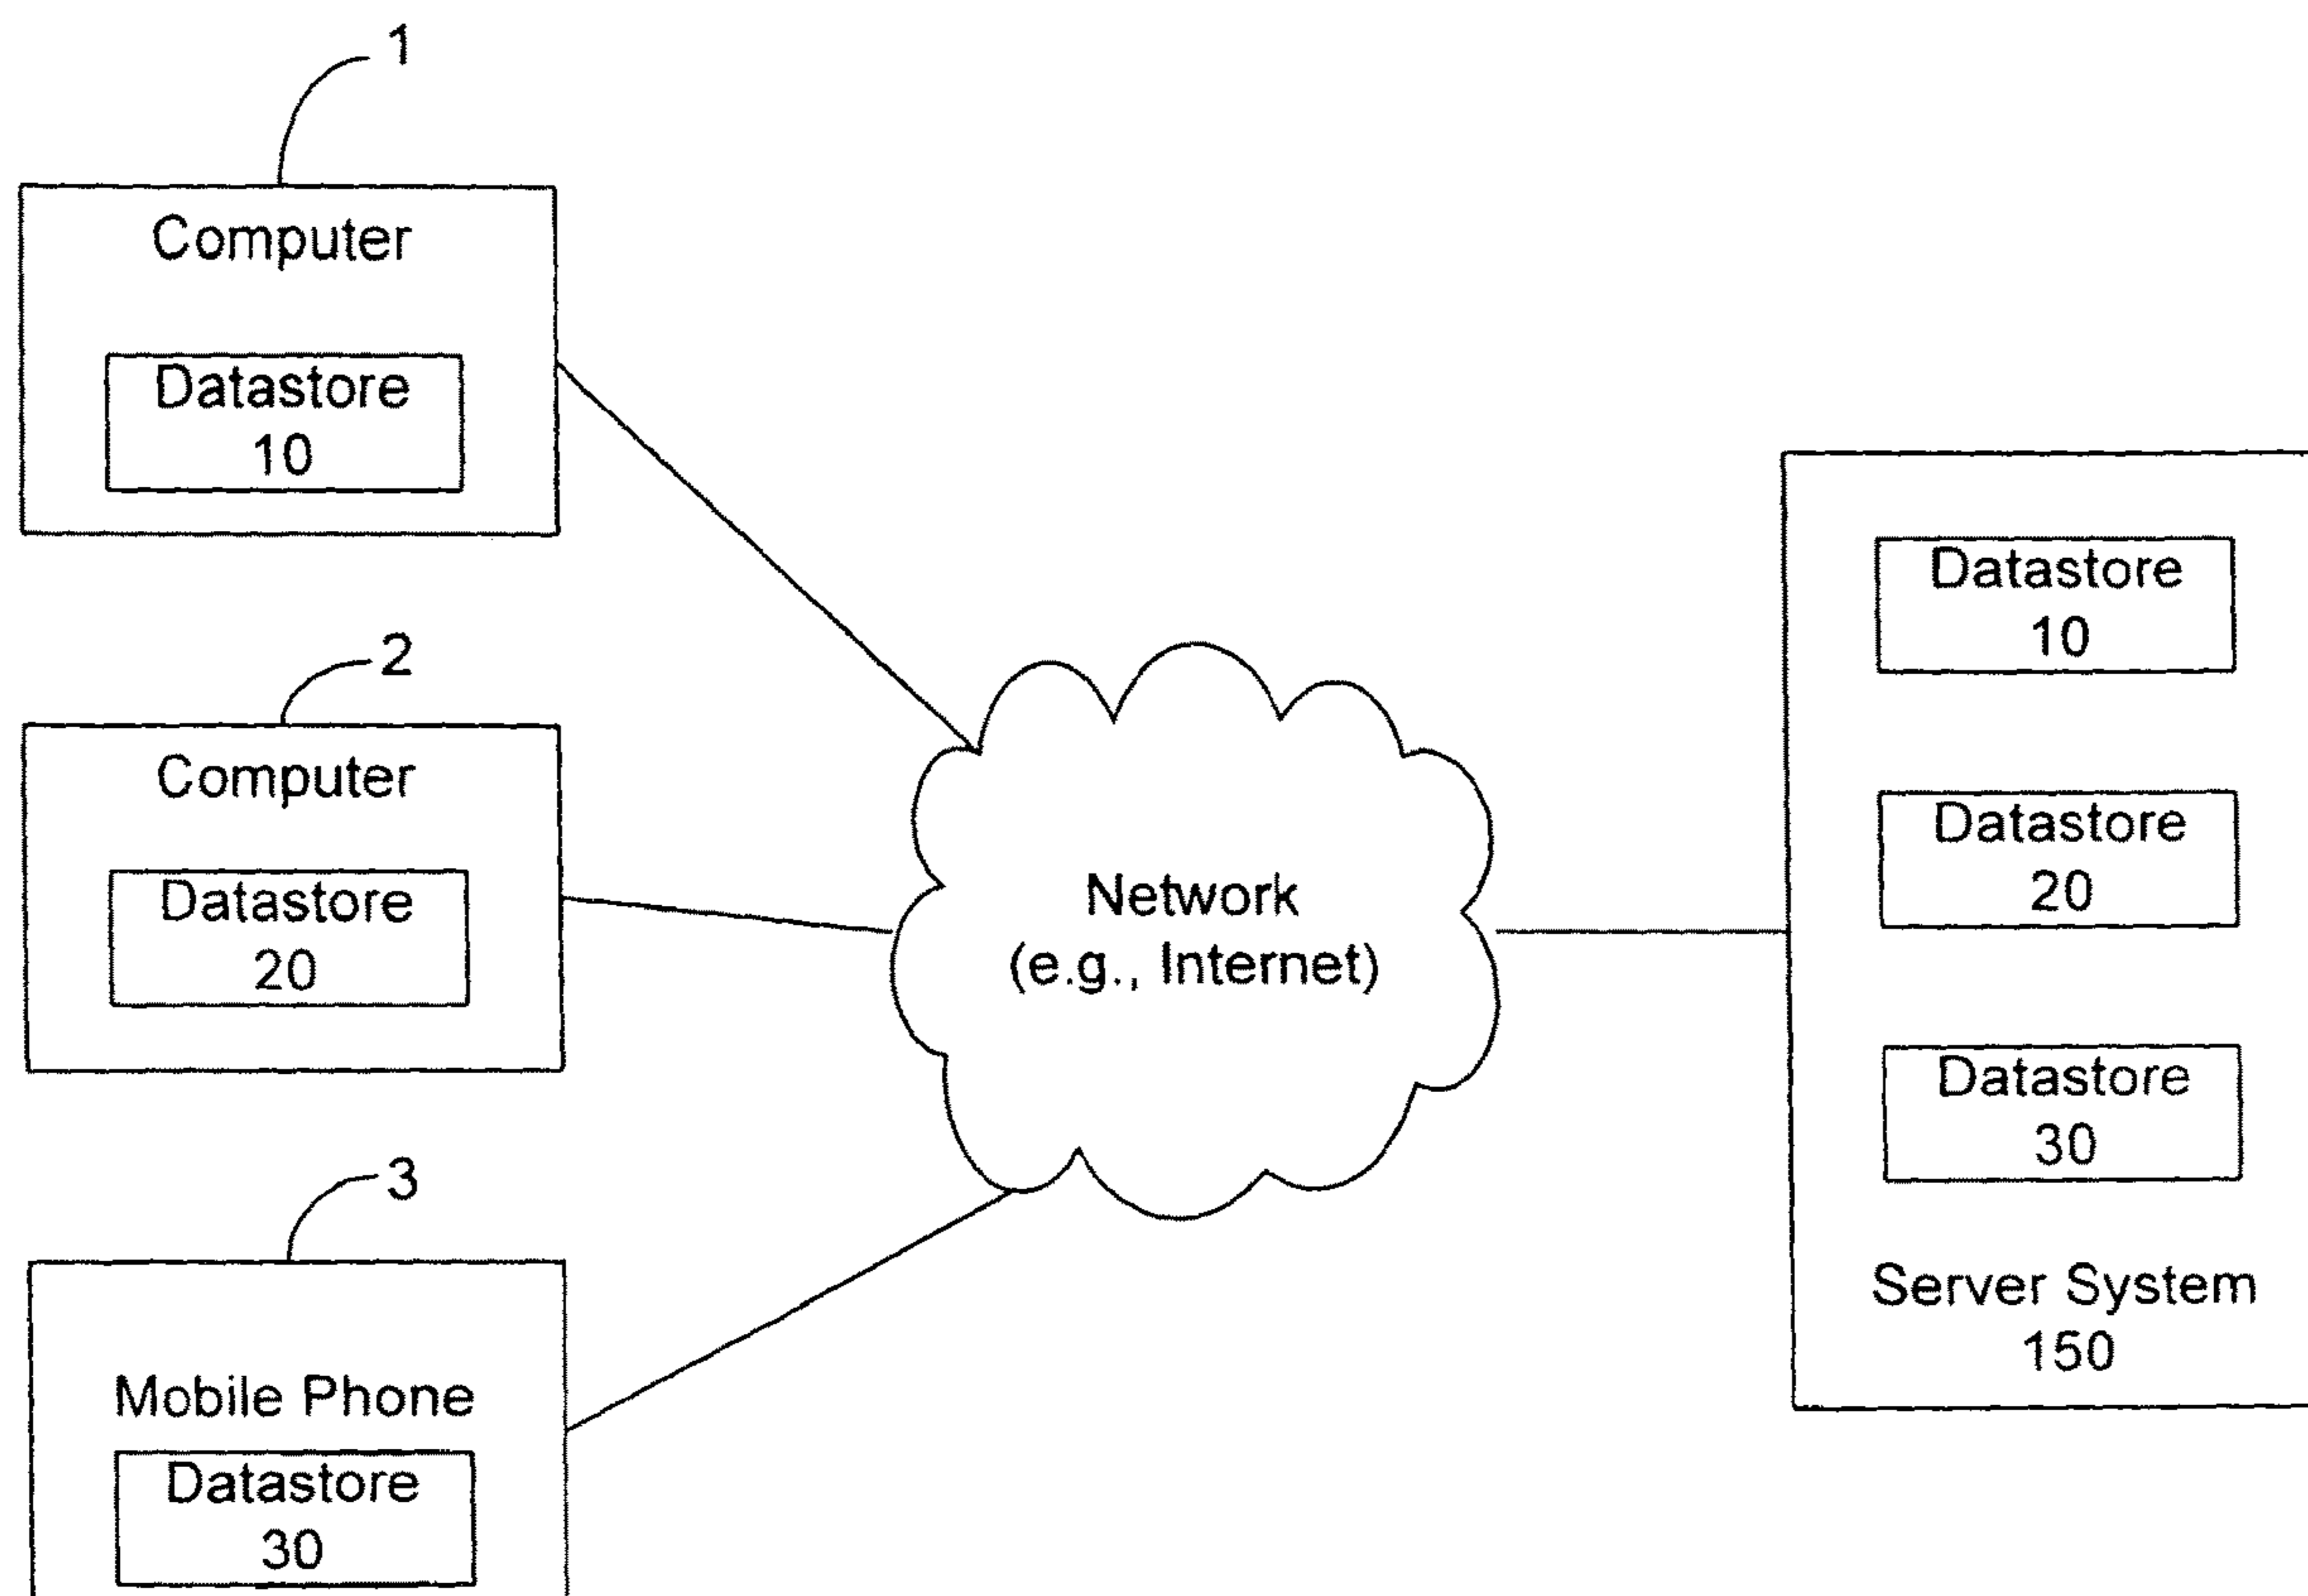 1
Computer
Datastore
10
2
Computer
Datastore
20
3
Mobile Phone
Datastore
30
Network
(e.g., Internet)
Datastore
10
Datastore
20
Datastore
30
Server System
150